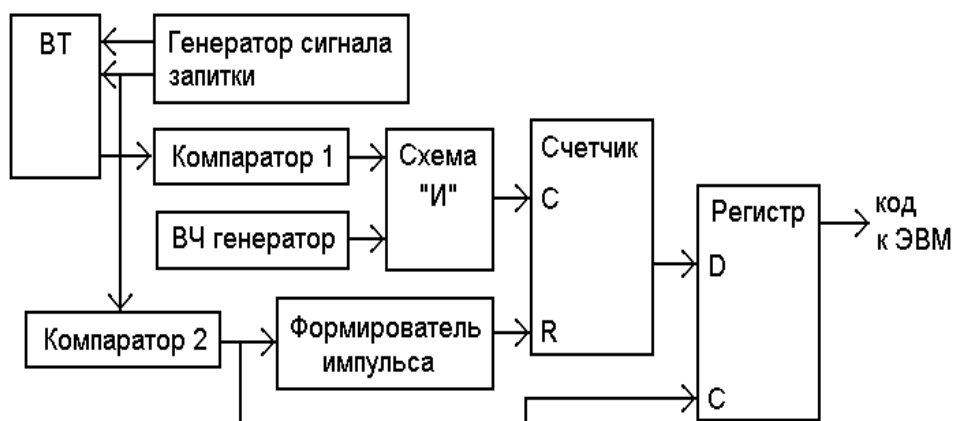 ВТ
Генератор сигнала
запитки
Компаратор 1
Схема
"И"
Счетчик
C
ВЧ генератор
Регистр
код
к ЭВМ
D
Компаратор 2
Формирователь
импульса
R
C